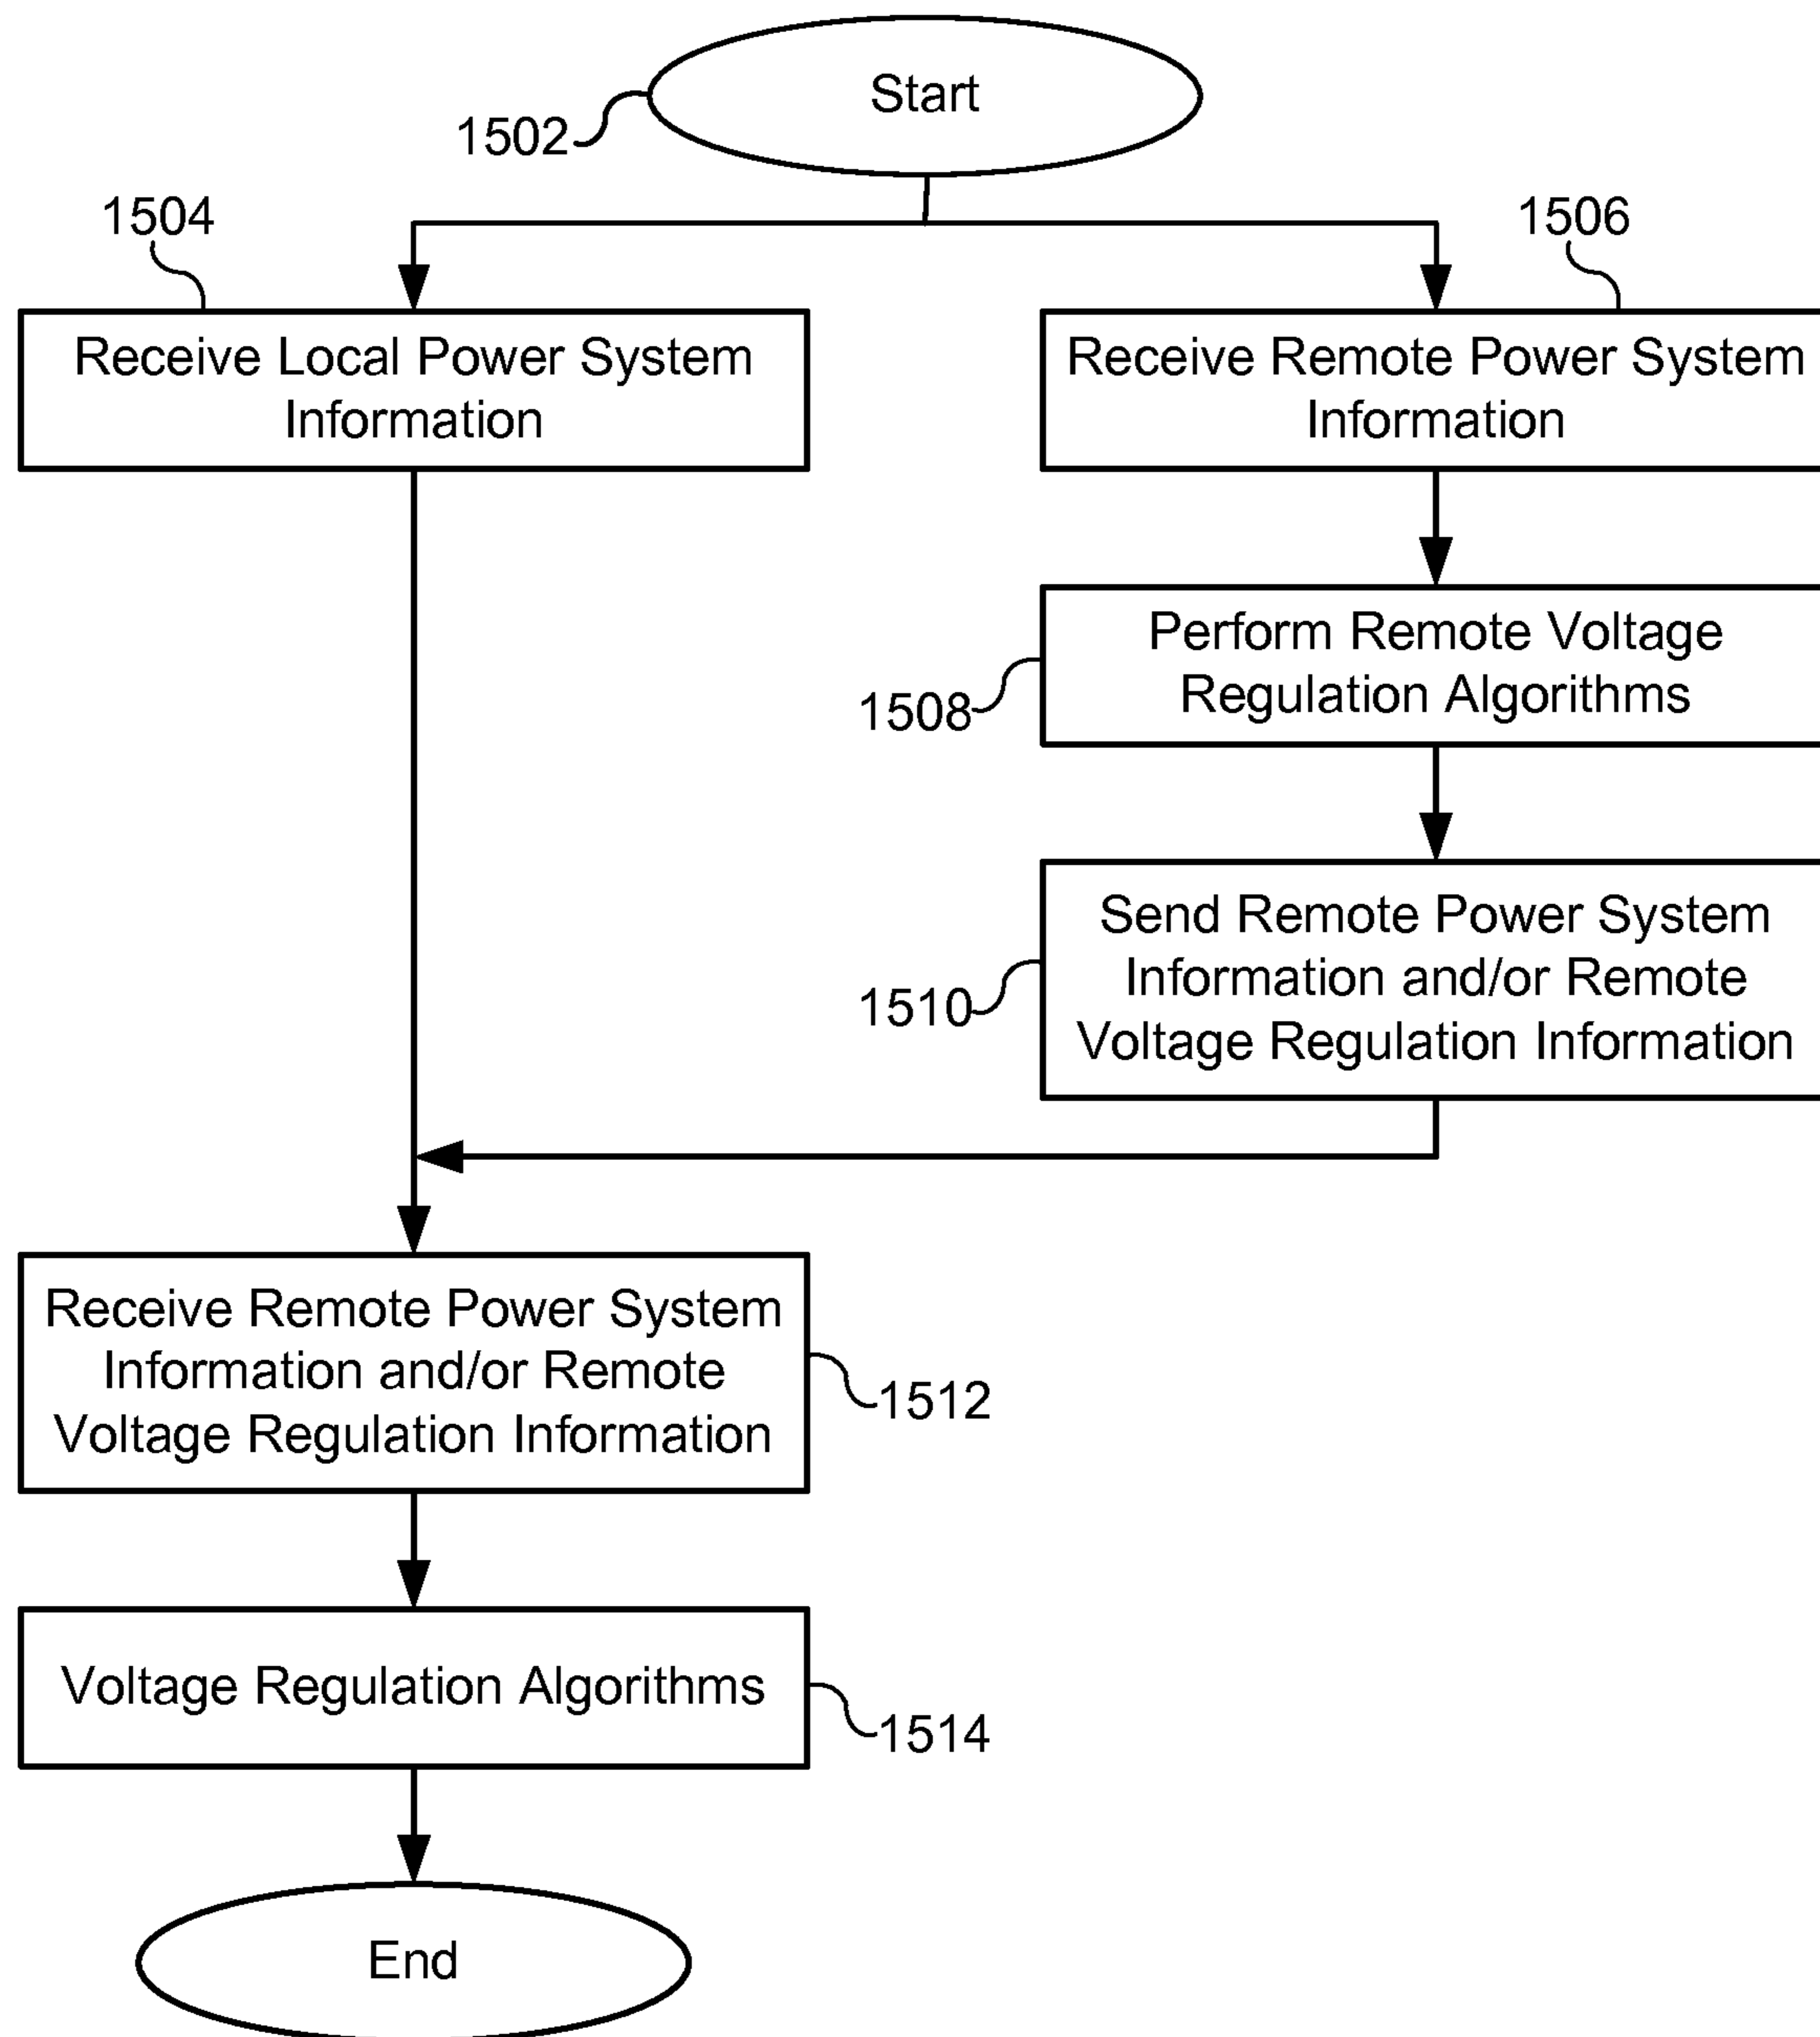 Start
1502
1504
1506
Receive Local Power System
Information
Receive Remote Power System
Information
Perform Remote Voltage
Regulation Algorithms
1508
Send Remote Power System
Information and/or Remote
Voltage Regulation Information
1510
Receive Remote Power System
Information and/or Remote
Voltage Regulation Information
1512
Voltage Regulation Algorithms
1514
End